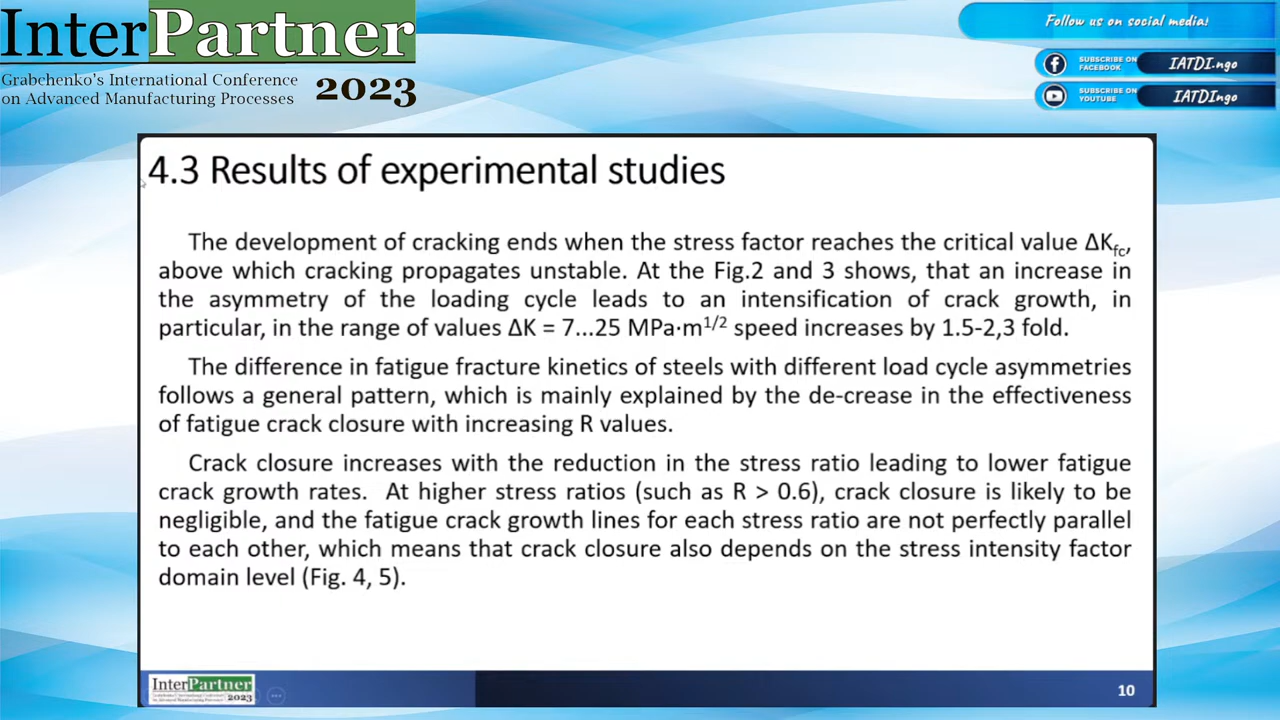 InterPartner
Grabchenko's International Conference
on Advanced Manufacturing Processes
2023
Follow us on social media!
SUBSCRIBE ON
FACEBOOK
IATDI.ngo
SUBSCRIBE ON
YOUTUBE
IATDIngo
4.3 Results of experimental studies
The development of cracking ends when the stress factor reaches the critical value ΔKfc,
above which cracking propagates unstable. At the Fig.2 and 3 shows, that an increase in
the asymmetry of the loading cycle leads to an intensification of crack growth, in
particular, in the range of values ΔK = 7...25 MPa·m1/2 speed increases by 1.5-2,3 fold.
The difference in fatigue fracture kinetics of steels with different load cycle asymmetries
follows a general pattern, which is mainly explained by the de-crease in the effectiveness
of fatigue crack closure with increasing R values.
Crack closure increases with the reduction in the stress ratio leading to lower fatigue
crack growth rates. At higher stress ratios (such as R > 0.6), crack closure is likely to be
negligible, and the fatigue crack growth lines for each stress ratio are not perfectly parallel
to each other, which means that crack closure also depends on the stress intensity factor
domain level (Fig. 4, 5).
InterPartner
2023
10